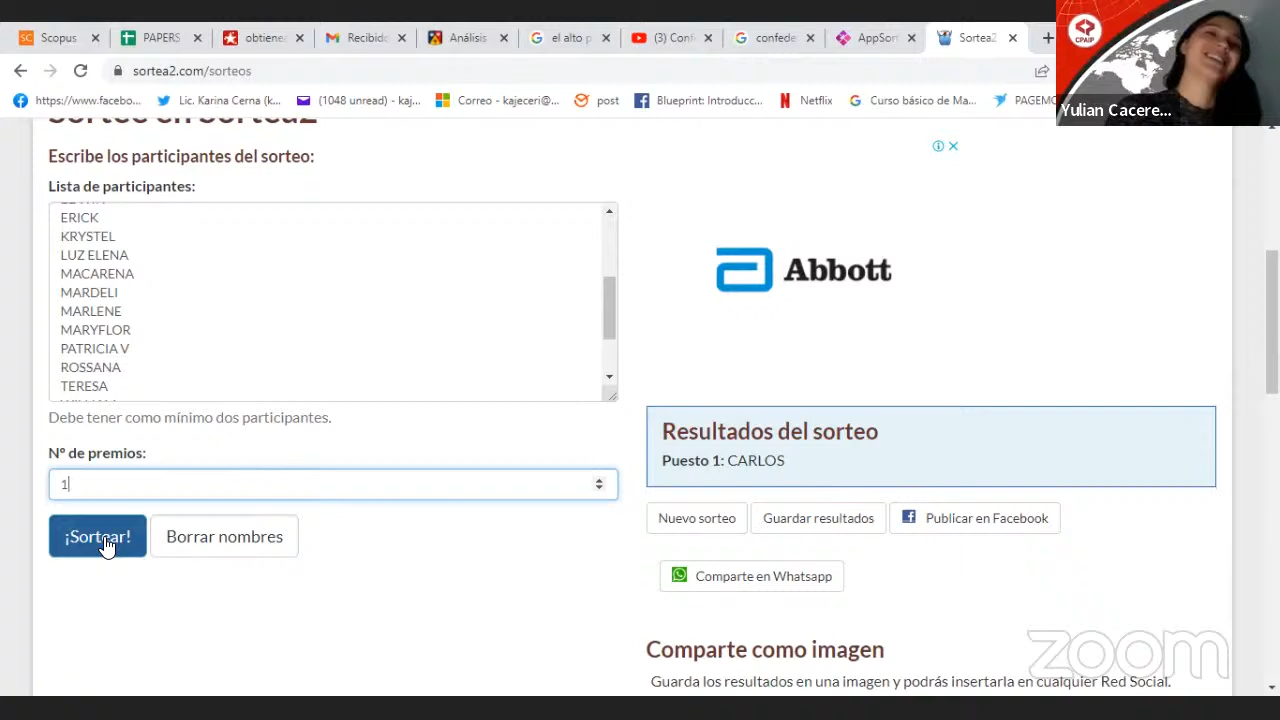 Scopus
PAPERS
obtiene
Recibid
Análisis
el alto p
(3) Conf
confede
AppSort
Sortea2
CPAIP
sortea2.com/sorteos
https://www.facebo...
Lic. Karina Cerna (k...
(1048 unread) - kaj...
Correo - kajeceri@...
post
Blueprint: Introducc...
Netflix
Curso básico de Ma...
PAGEMO
Yulian Cacere...
Sorteo en Sortea2
Escribe los participantes del sorteo:
Lista de participantes:
ERICK
KRYSTEL
LUZ ELENA
MACARENA
MARDELI
MARLENE
MARYFLOR
PATRICIA V
ROSSANA
TERESA
Debe tener como mínimo dos participantes.
Nº de premios:
1
¡Sortear!
Borrar nombres
Abbott
Resultados del sorteo
Puesto 1: CARLOS
Nuevo sorteo
Guardar resultados
Publicar en Facebook
Comparte en Whatsapp
Comparte como imagen
Guarda los resultados en una imagen y podrás insertarla en cualquier Red Social.
zoom